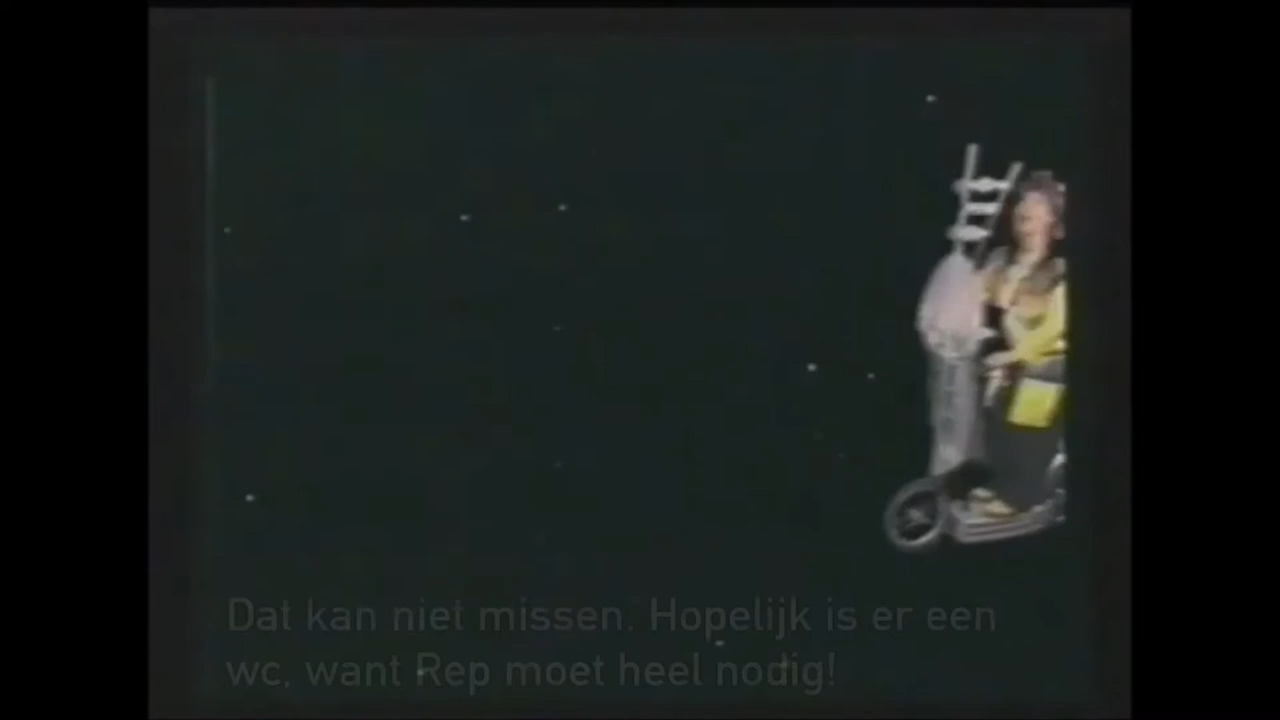 Dat kan niet missen. Hopelijk is er een
wc, want Rep moet heel nodig!